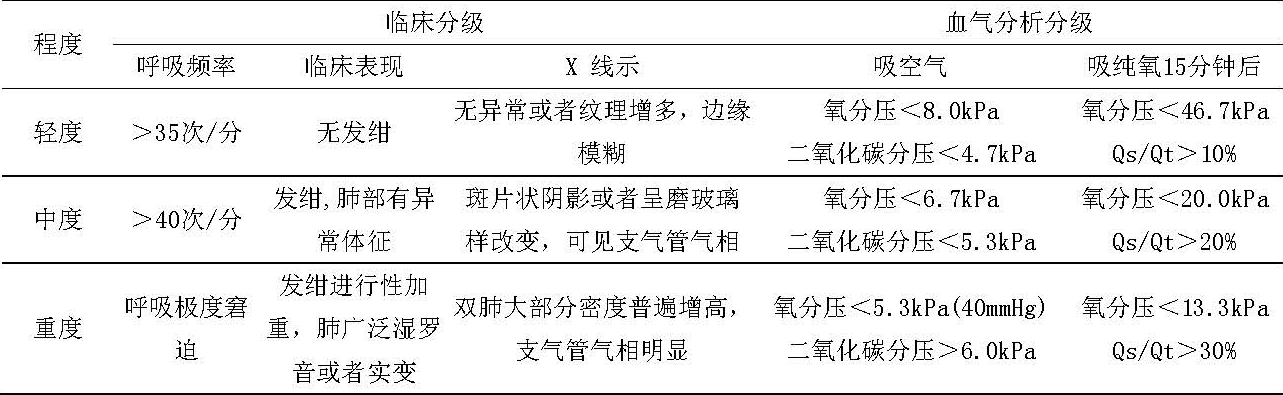 程度 临床分级 血气分析分级
呼吸频率 临床表现 X 线示 吸空气 吸纯氧15分钟后
轻度 >35次/分 无发绀 无异常或者纹理增多，边缘 氧分压<8.0kPa 氧分压<46.7kPa
模糊 二氧化碳分压<4.7kPa Qs/Qt>10%
中度 >40次/分 发绀,肺部有异 斑片状阴影或者呈磨玻璃 氧分压<6.7kPa 氧分压<20.0kPa
常体征 样改变，可见支气管气相 二氧化碳分压<5.3kPa Qs/Qt>20%
重度 呼吸极度窘 发绀进行性加 双肺大部分密度普遍增高， 氧分压<5.3kPa(40mmHg) 氧分压<13.3kPa
迫 重，肺广泛湿罗 支气管气相明显 二氧化碳分压>6.0kPa Qs/Qt>30%
音或者实变